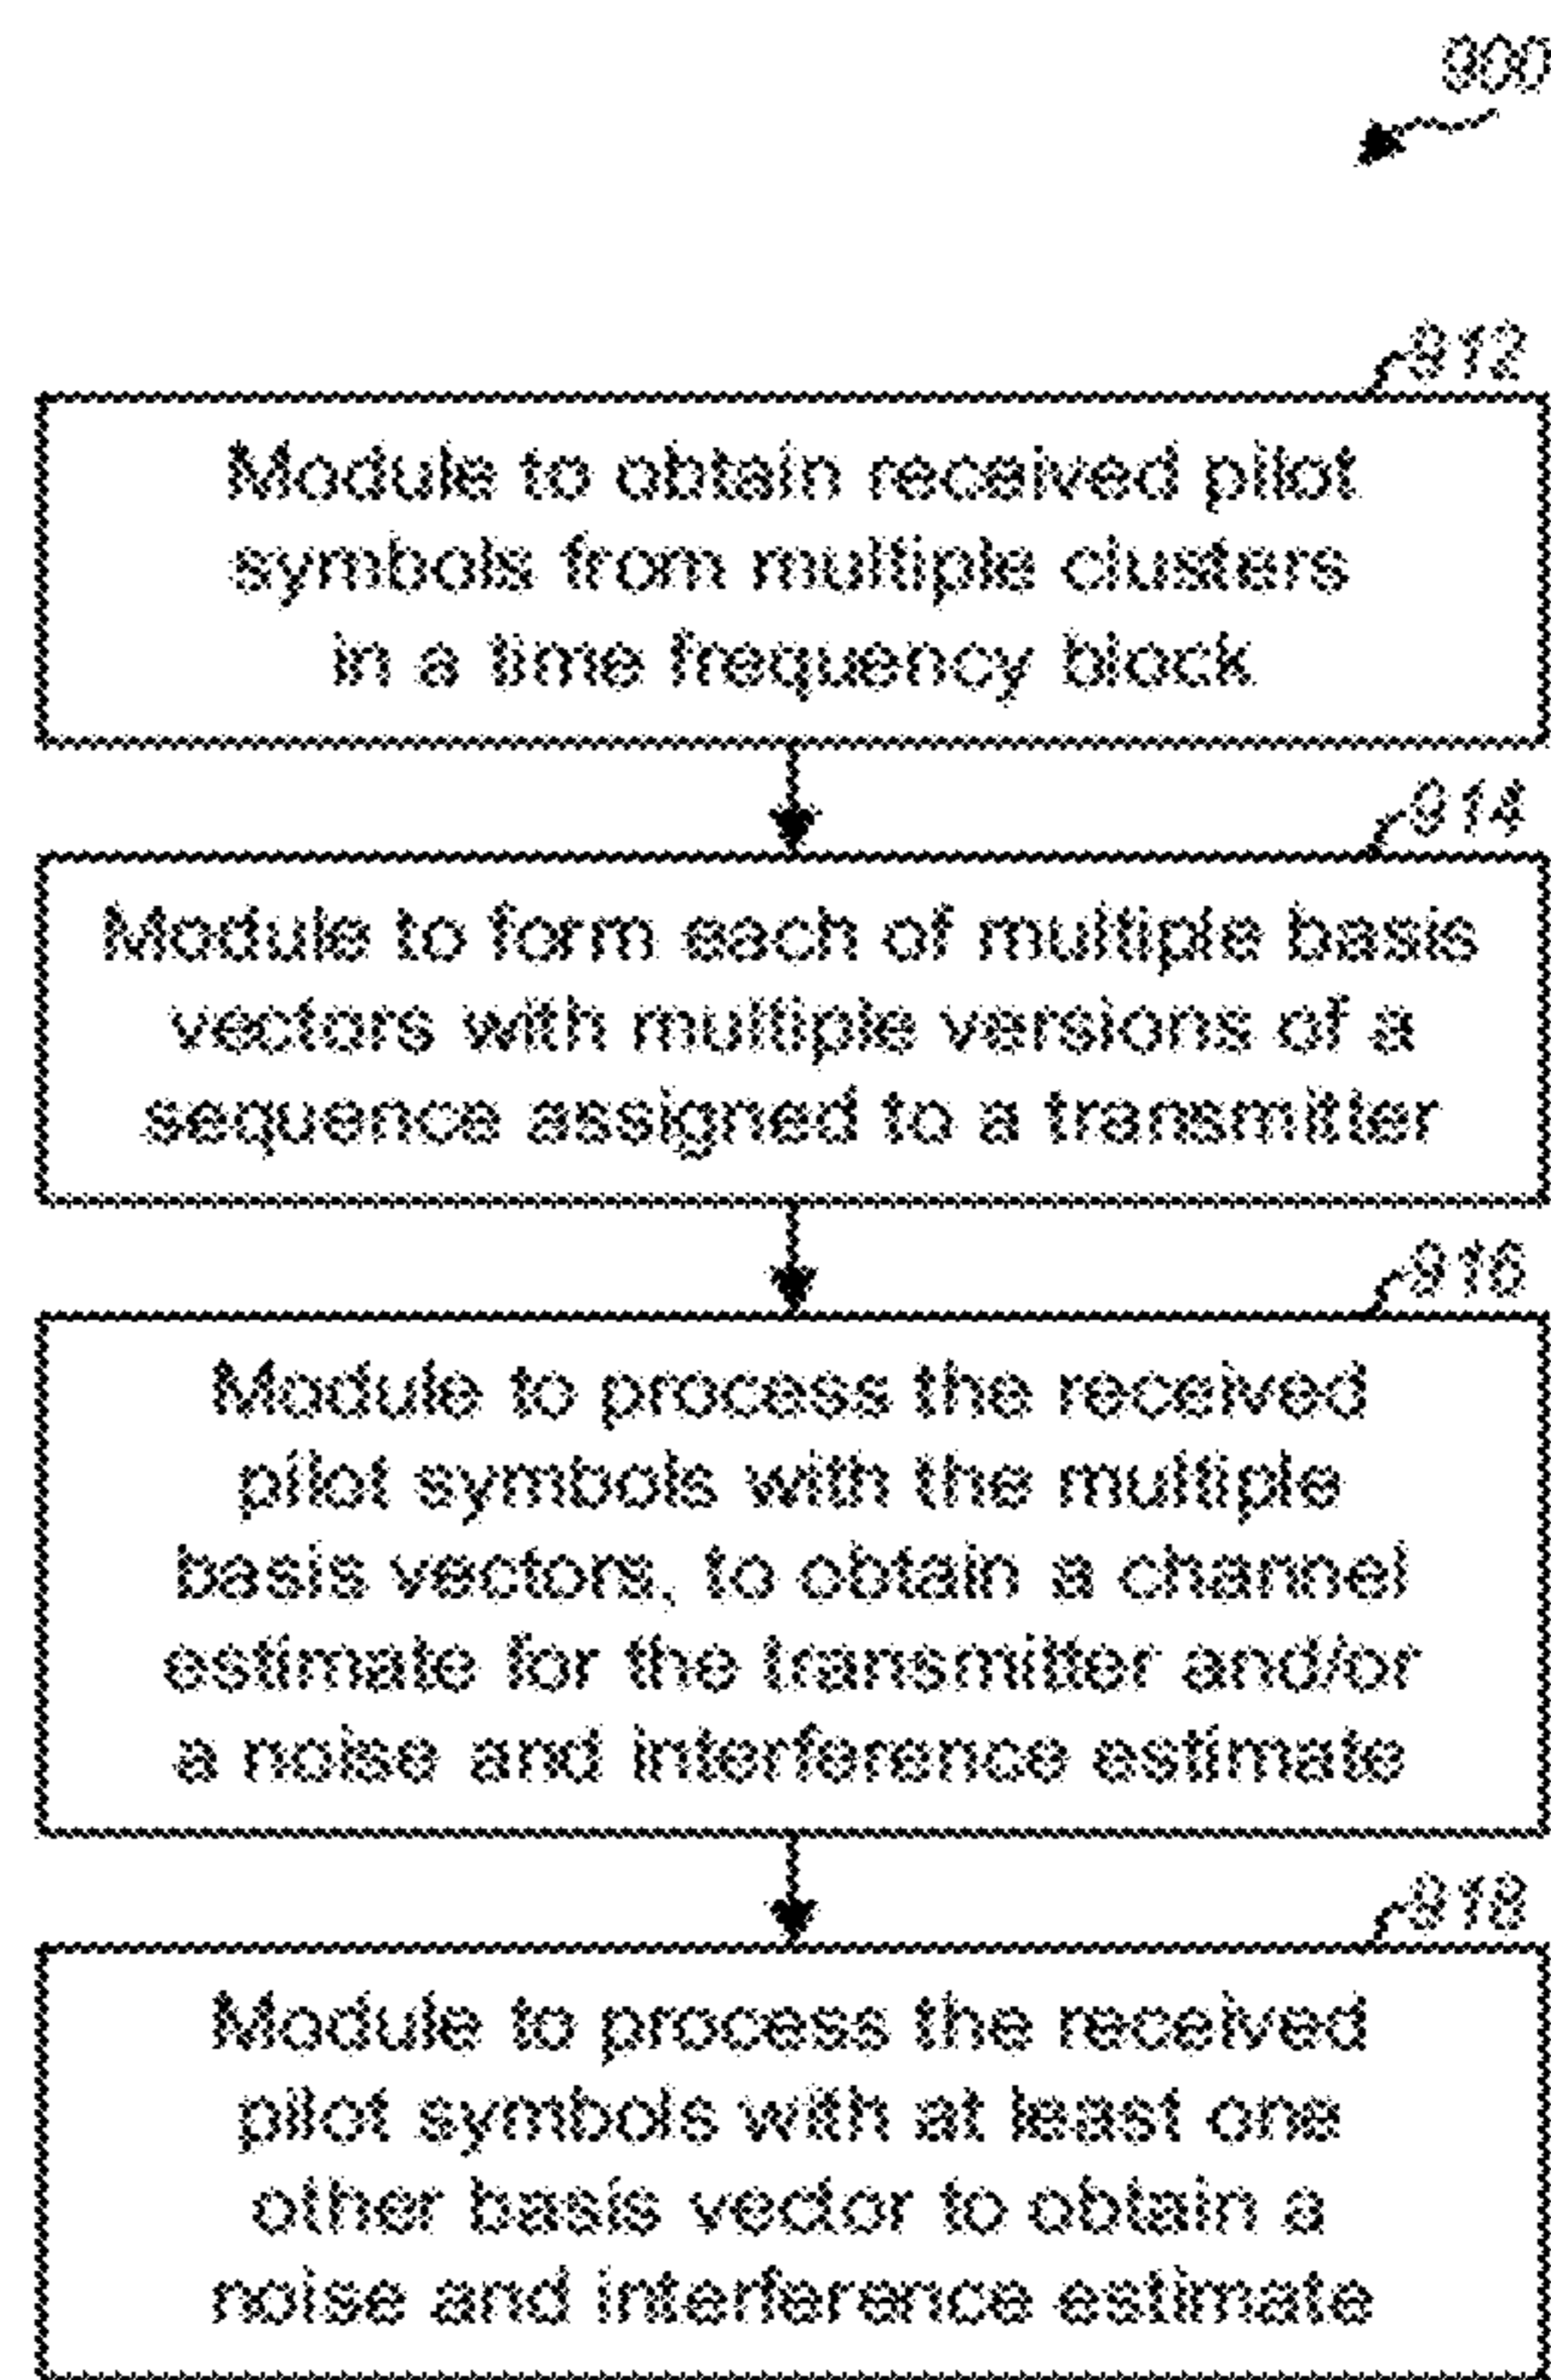 900
912
Module to obtain received pilot
symbols from multiple clusters
in a time frequency block
914
Module to form each of multiple basis
vectors with multiple versions of a
sequence assigned to a transmitter
916
Module to process the received
pilot symbols with the multiple
basis vectors, to obtain a channel
estimate for the transmitter and/or
a noise and interference estimate
918
Module to process the received
pilot symbols with at least one
other basis vector to obtain a
noise and interference estimate